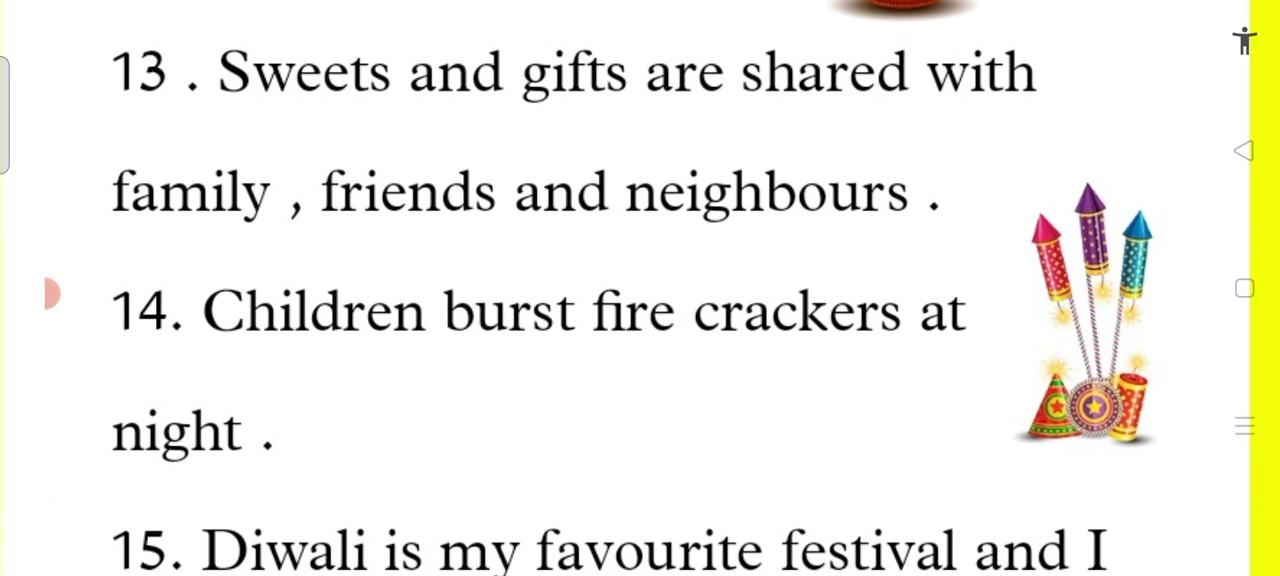 13 . Sweets and gifts are shared with
family , friends and neighbours .
14. Children burst fire crackers at
night .
15. Diwali is my favourite festival and I